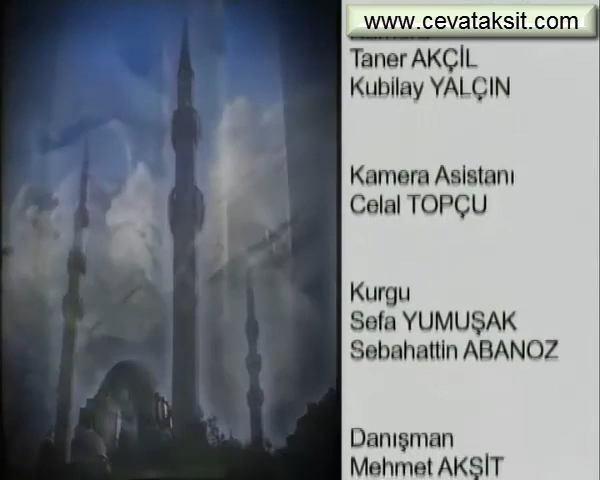 www.cevataksit.com
Taner AKÇİL
Kubilay YALÇIN
Kamera Asistanı
Celal TOPÇU
Kurgu
Sefa YUMUŞAK
Sebahattin ABANOZ
Danışman
Mehmet AKŞİT